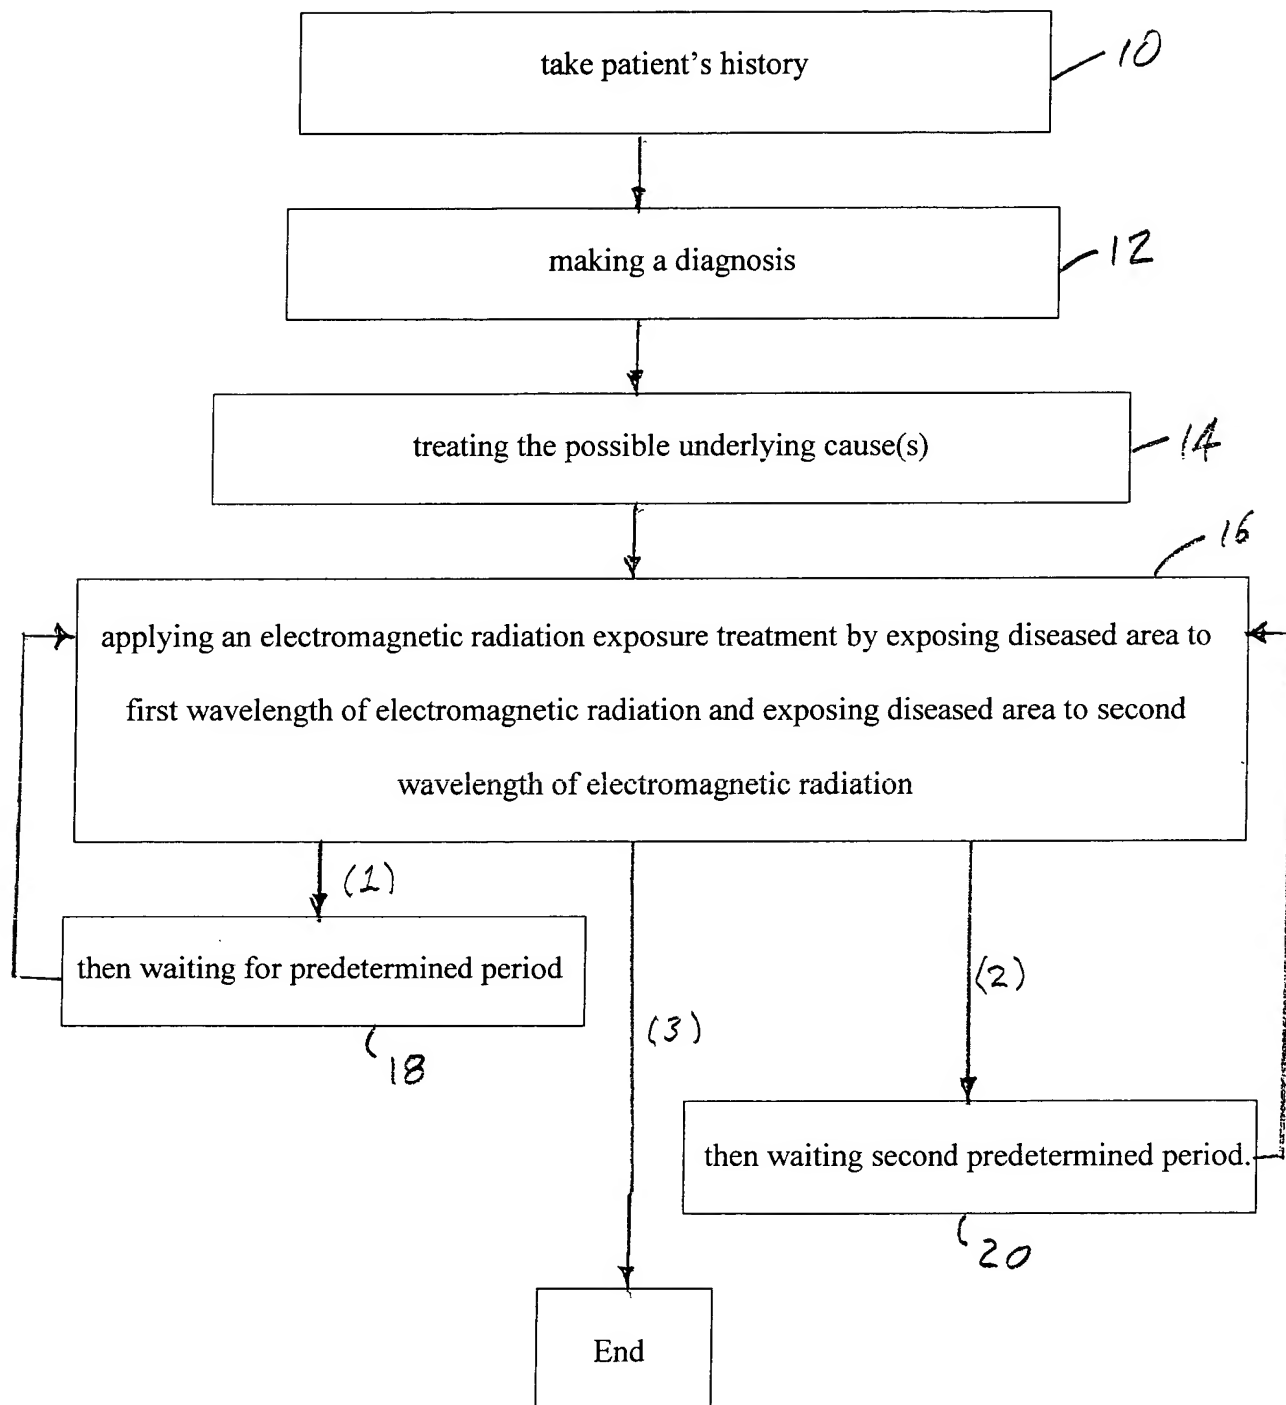 take patient's history
10
making a diagnosis
12
treating the possible underlying cause(s)
14
16
applying an electromagnetic radiation exposure treatment by exposing diseased area to
first wavelength of electromagnetic radiation and exposing diseased area to second
wavelength of electromagnetic radiation
(1)
then waiting for predetermined period
18
(2)
(3)
then waiting second predetermined period.
20
End